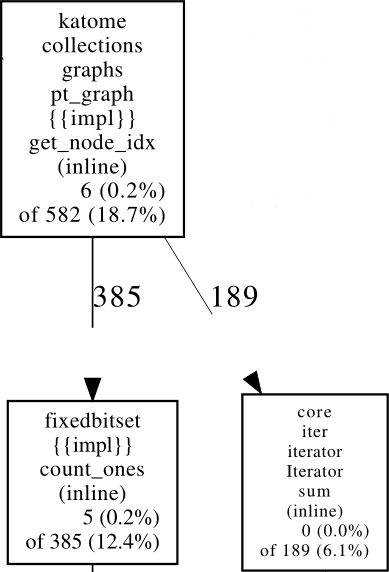 katome
collections
graphs
pt_graph
{{impl}}
get_node_idx
(inline)
6 (0.2%)
of 582 (18.7%)
385
189
fixedbitset
{{impl}}
count_ones
(inline)
5 (0.2%)
of 385 (12.4%)
core
iter
iterator
Iterator
sum
(inline)
0 (0.0%)
of 189 (6.1%)